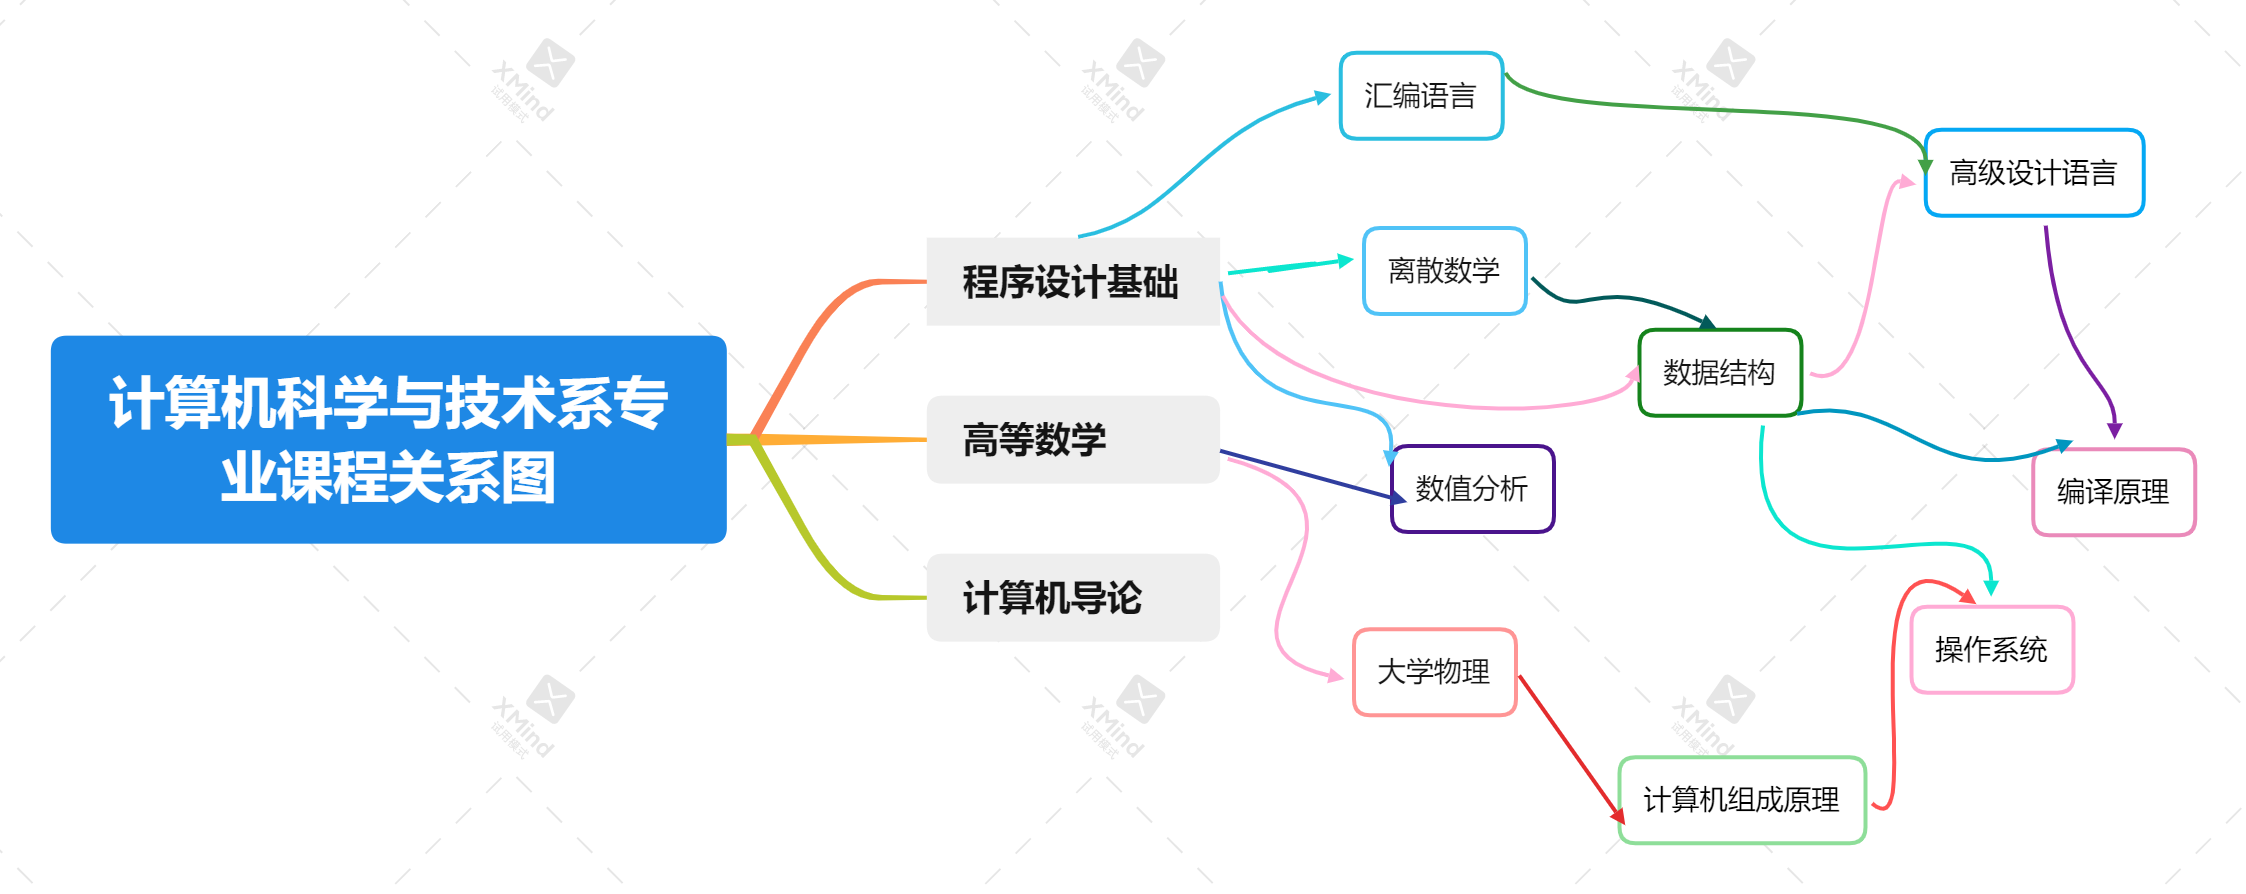 计算机科学与技术系专
业课程关系图
程序设计基础
高等数学
计算机导论
汇编语言
离散数学
数值分析
大学物理
数据结构
计算机组成原理
高级设计语言
编译原理
操作系统
XMind
试用模式
XMind
试用模式
XMind
试用模式
XMind
试用模式
XMind
试用模式
XMind
试用模式